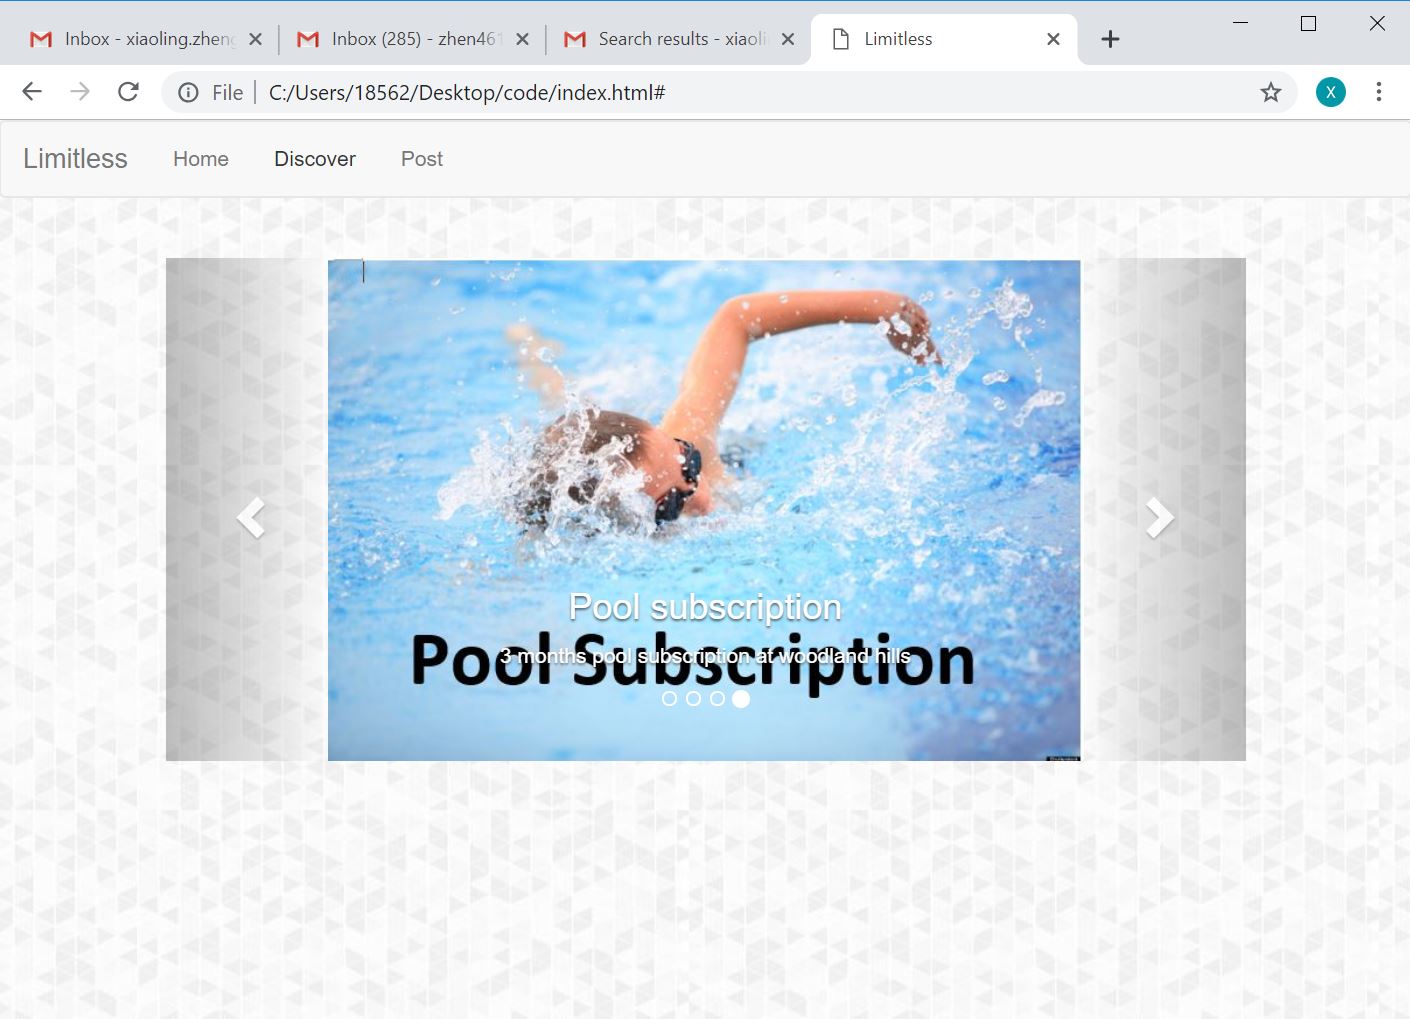 Inbox - xiaoling.zheng
Inbox (285) - zhen461
Search results - xiaoli
Limitless
File
C:/Users/18562/Desktop/code/index.html#
X
Limitless
Home
Discover
Post
Pool subscription
Pool Subscription
3 months pool subscription at woodland hills